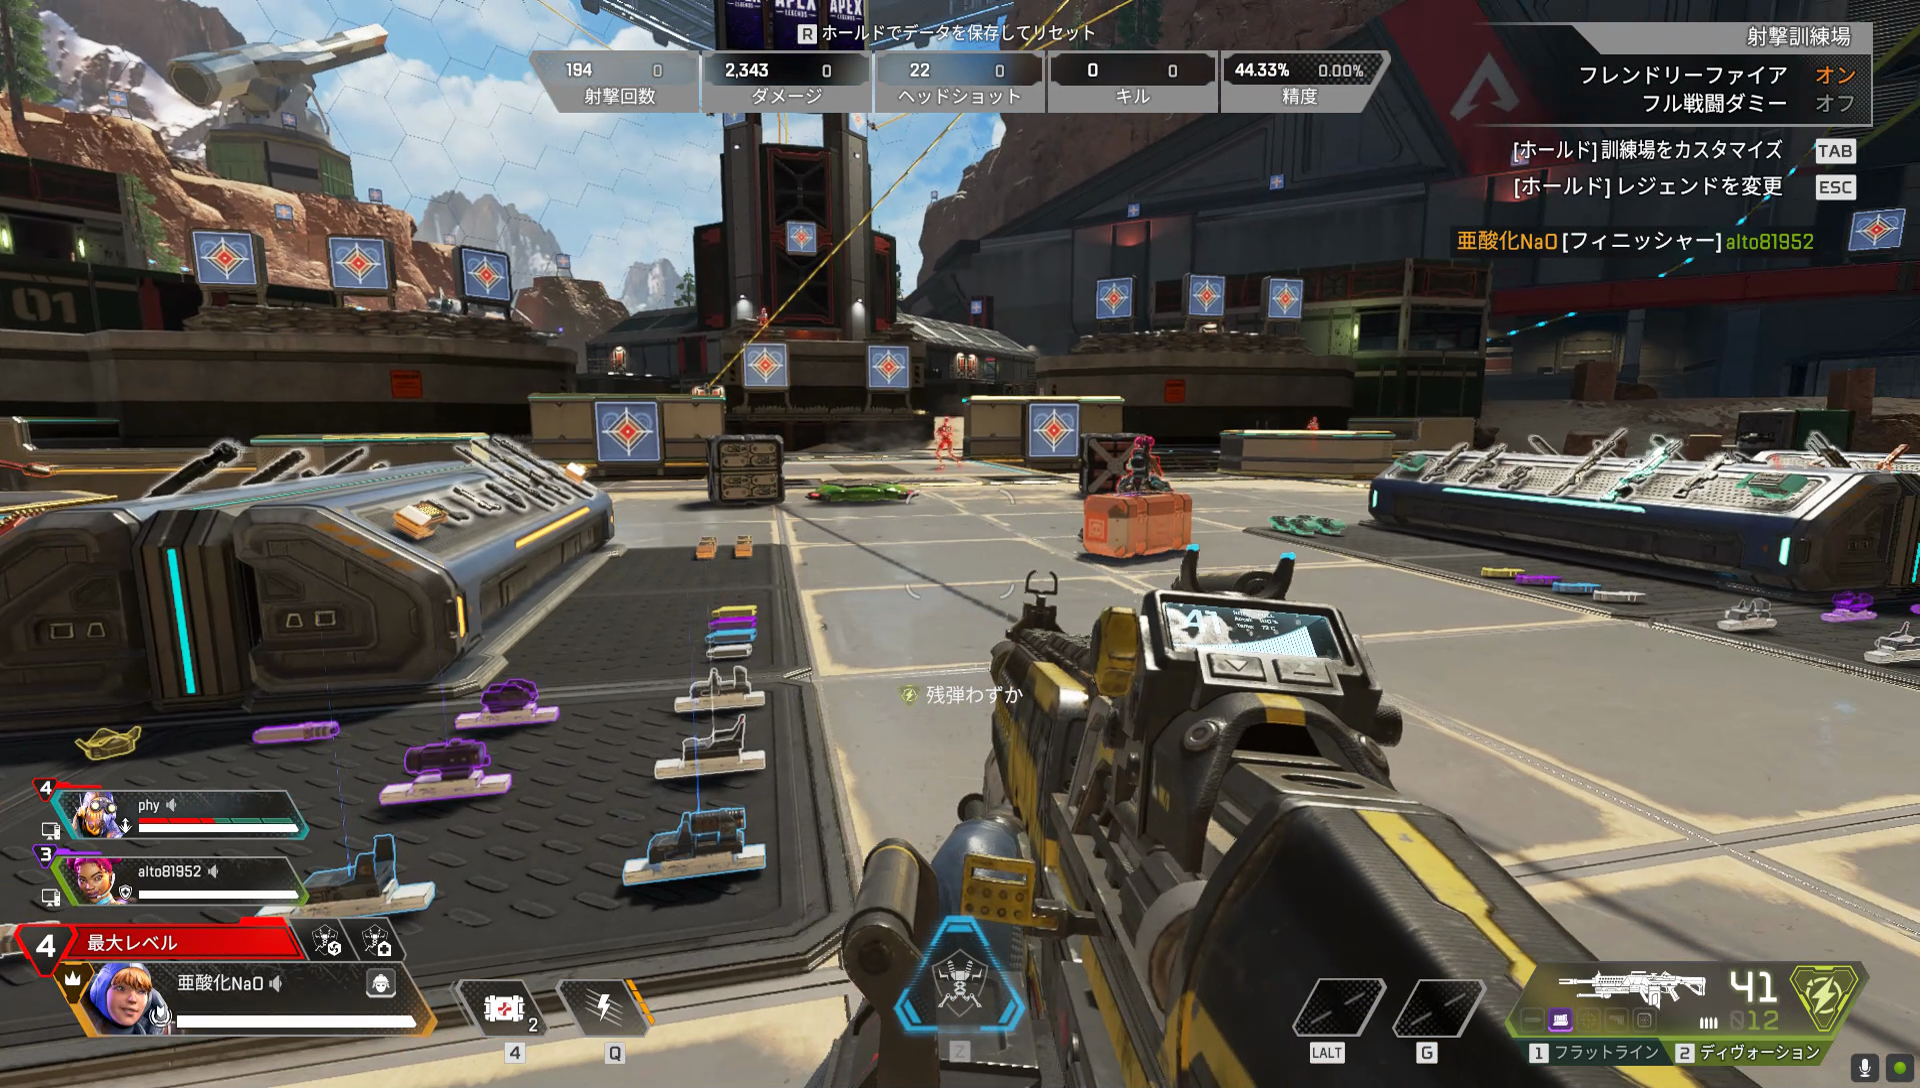 APEX LEGENDS
APEX LEGENDS
R ホールドでデータを保存してリセット
194 0
射撃回数
2,343 0
ダメージ
22 0
ヘッドショット
0 0
キル
44.33% 0.00%
精度
射撃訓練場
フレンドリーファイア オン
フル戦闘ダミー オフ
[ホールド]訓練場をカスタマイズ TAB
[ホールド]レジェンドを変更 ESC
亜酸化NaO [フィニッシャー] alto81952
01
残弾わずか
41
4
phy
3
alto81952
4 最大レベル
亜酸化NaO
2
4
Q
Z
LALT
G
41
012
1 フラットライン
2 ディヴォーション